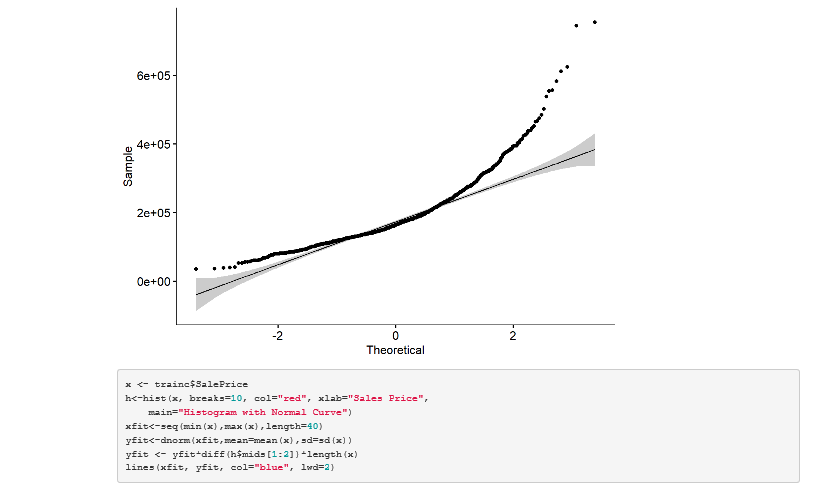 6e+05
4e+05
2e+05
0e+00
Sample
-2 0 2
Theoretical
x <- trainc$SalePrice
h<-hist(x, breaks=10, col="red", xlab="Sales Price",
main="Histogram with Normal Curve")
xfit<-seq(min(x),max(x),length=40)
yfit<-dnorm(xfit,mean=mean(x),sd=sd(x))
yfit <- yfit*diff(h$mids[1:2])*length(x)
lines(xfit, yfit, col="blue", lwd=2)